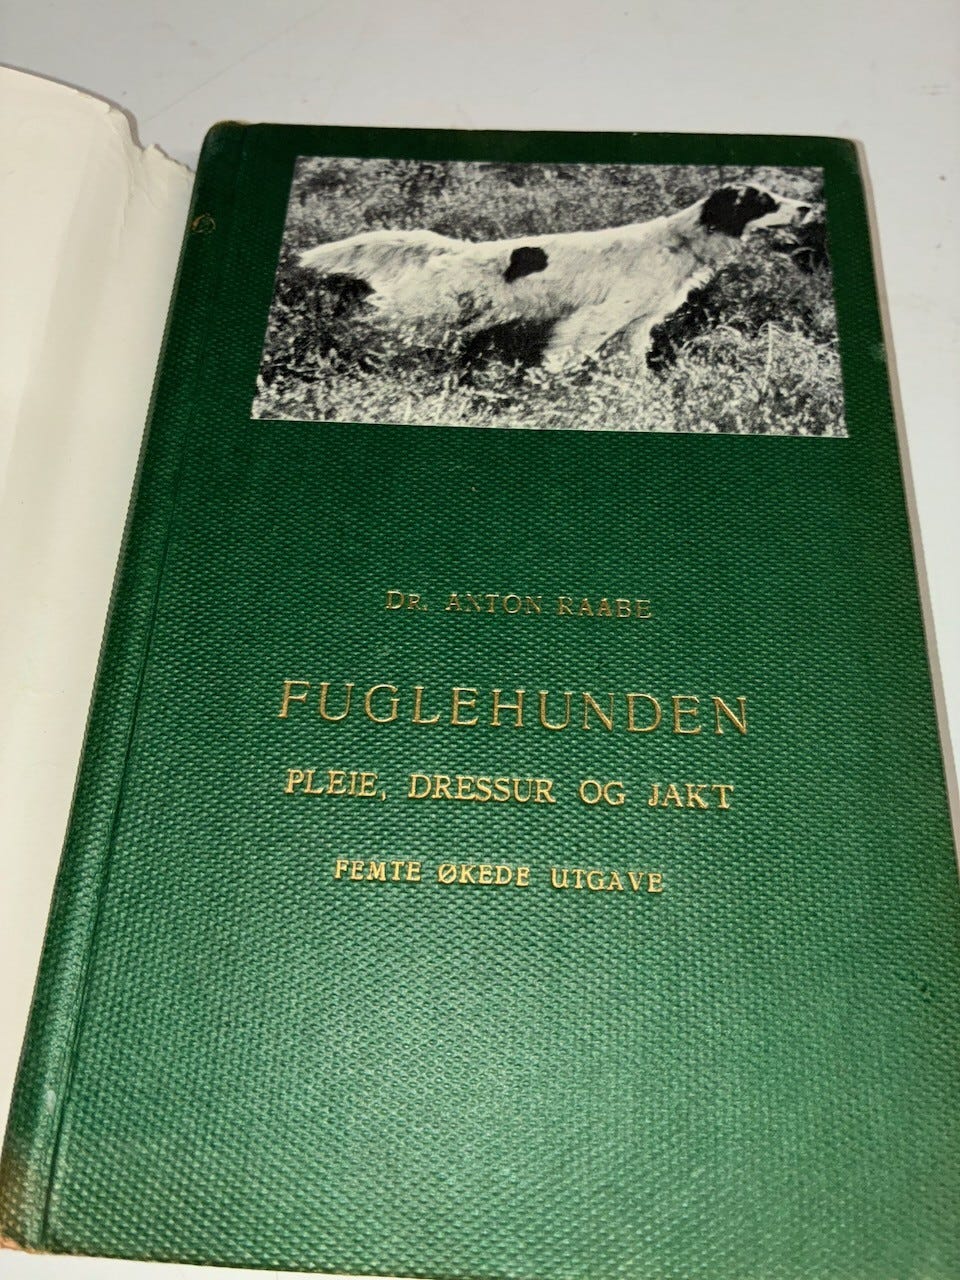 DR. ANTON RAABE
FUGLEHUNDEN
PLEIE, DRESSUR OG JAKT
FEMTE ØKEDE UTGAVE